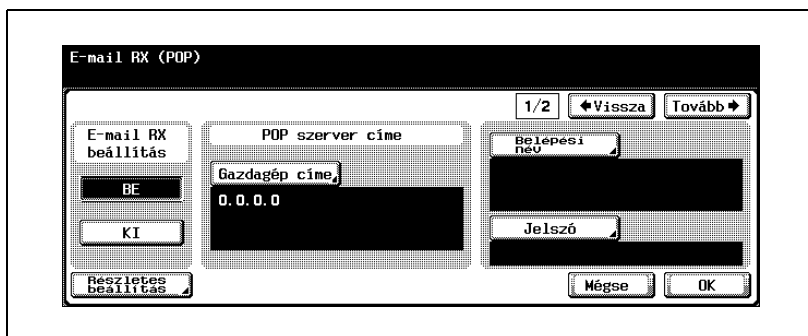 E-mail RX (POP)
1/2 🡄Vissza Tovább🡆
E-mail RX
beállítás
BE
KI
Részletes
beállítás
POP szerver címe
Gazdagép címe
0.0.0.0
Belépési
név
Jelszó
Mégse OK